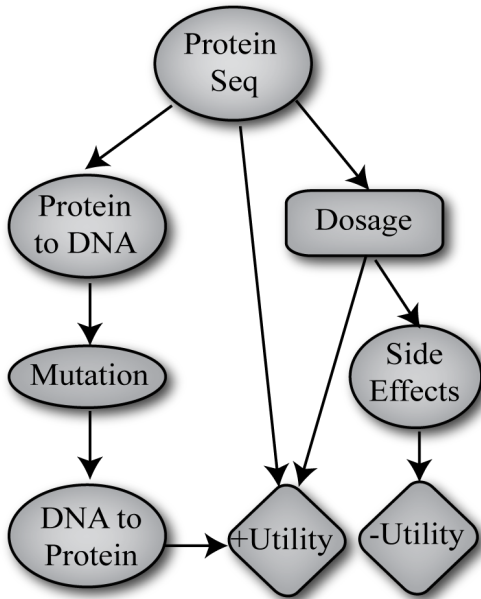 Protein
Seq
Protein
to DNA
Dosage
Mutation
Side
Effects
DNA to
Protein
+Utility
-Utility